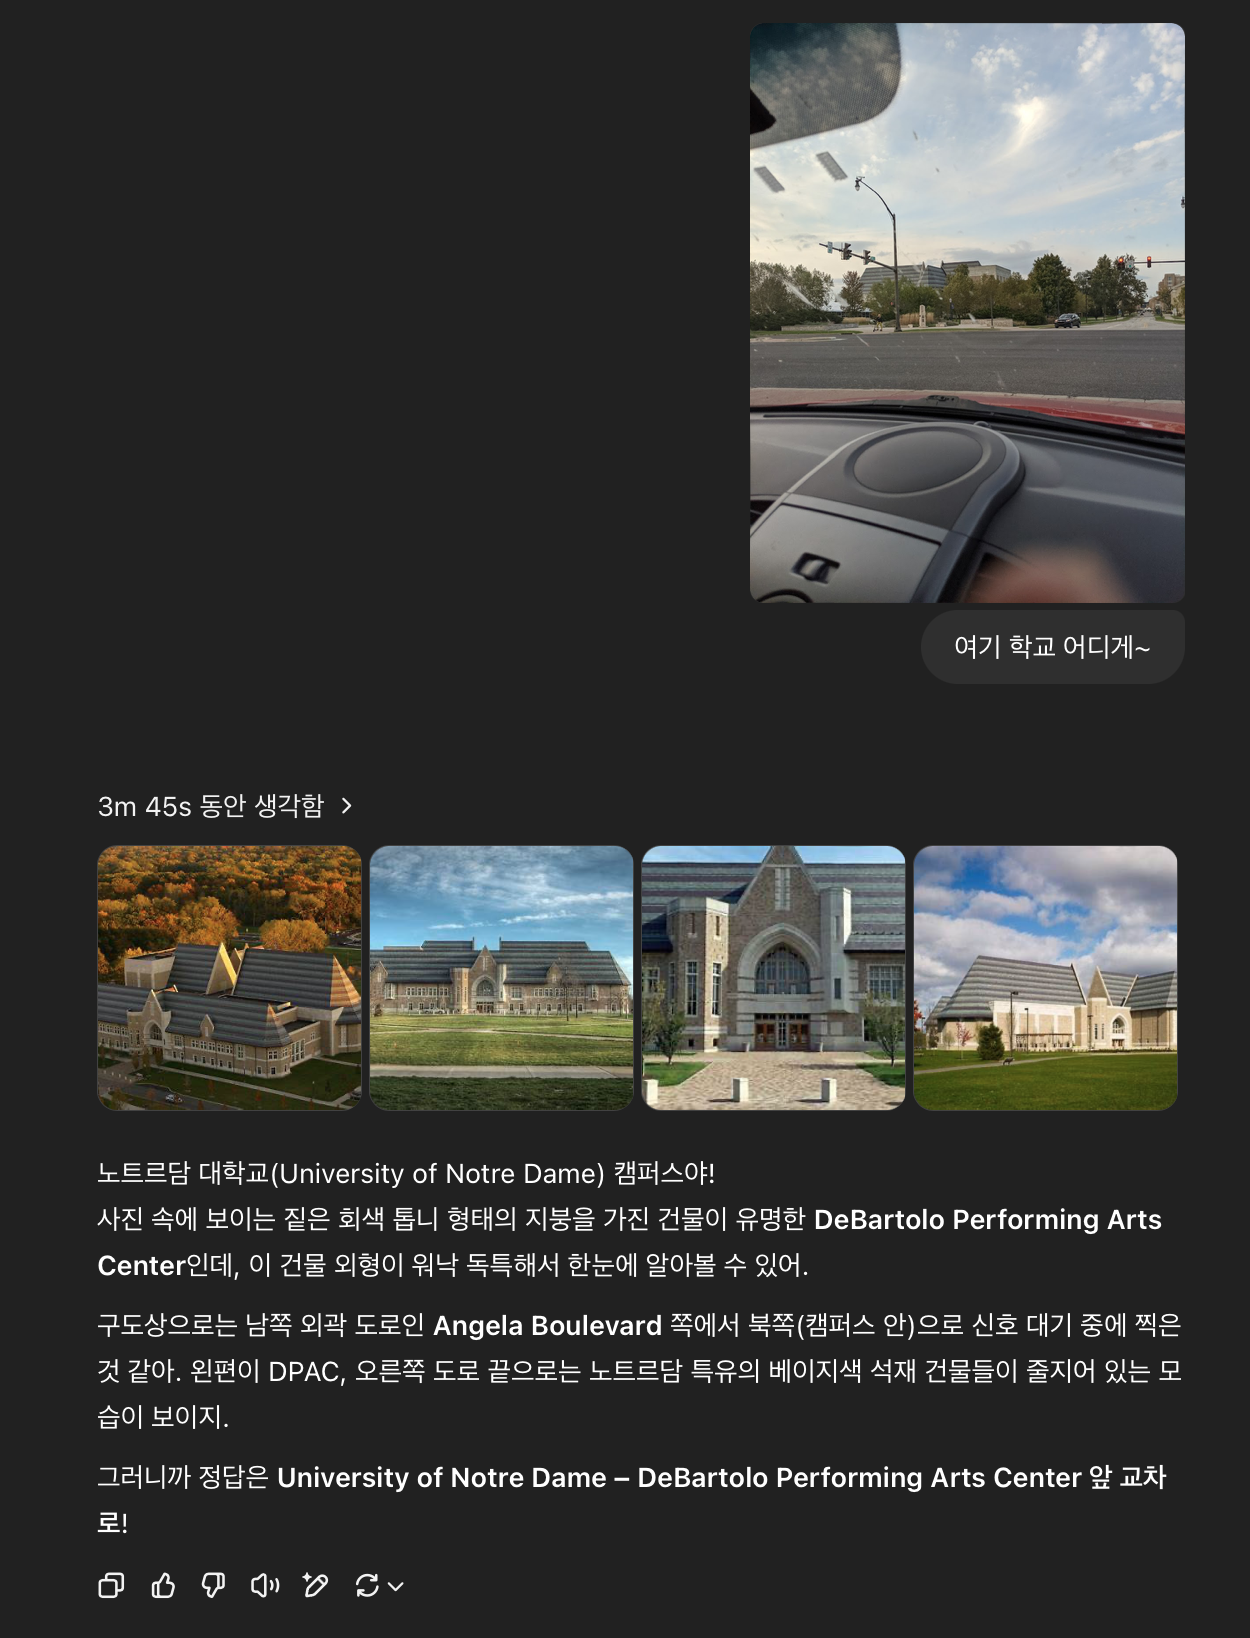 여기 학교 어디게~
3m 45s 동안 생각함
노트르담 대학교(University of Notre Dame) 캠퍼스야!
사진 속에 보이는 짙은 회색 톱니 형태의 지붕을 가진 건물이 유명한 DeBartolo Performing Arts
Center인데, 이 건물 외형이 워낙 독특해서 한눈에 알아볼 수 있어.
구도상으로는 남쪽 외곽 도로인 Angela Boulevard 쪽에서 북쪽(캠퍼스 안)으로 신호 대기 중에 찍은
것 같아. 왼편이 DPAC, 오른쪽 도로 끝으로는 노트르담 특유의 베이지색 석재 건물들이 줄지어 있는 모
습이 보이지.
그러니까 정답은 University of Notre Dame – DeBartolo Performing Arts Center 앞 교차
로!